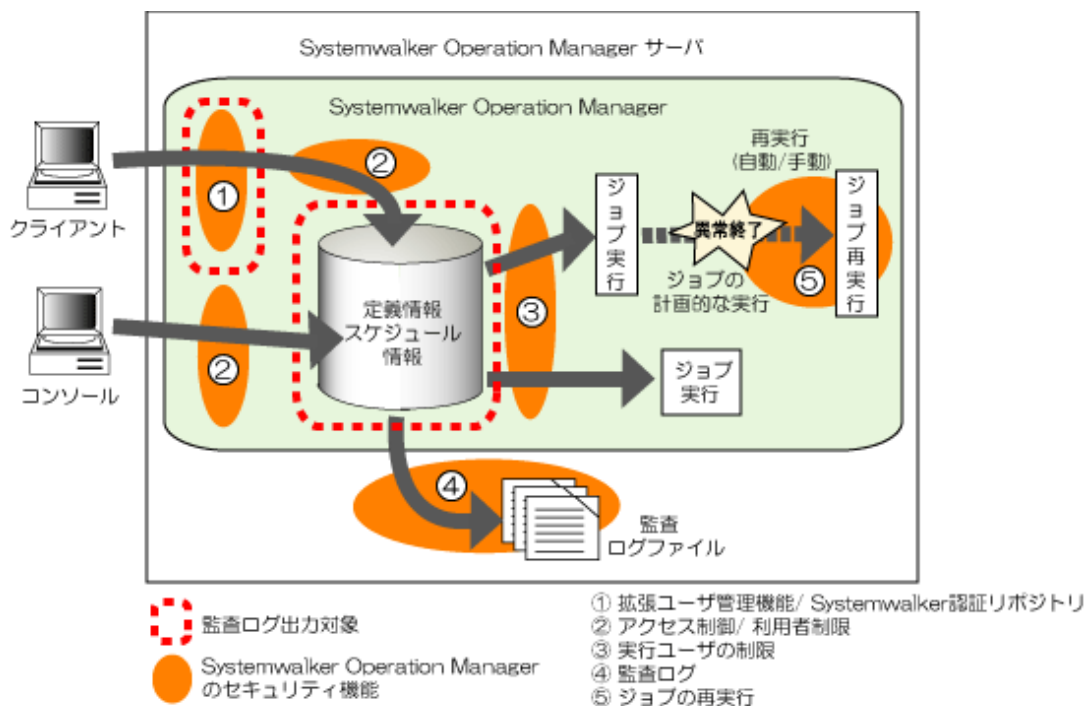 Systemwalker Operation Manager サーバ
Systemwalker Operation Manager
クライアント
コンソール
①
②
②
定義情報
スケジュール
情報
③
ジョブ実行
異常終了
ジョブの
計画的な実行
再実行
(自動/手動)
ジョブ再実行
⑤
ジョブ
実行
④
監査
ログファイル
監査ログ出力対象
Systemwalker Operation Manager
のセキュリティ機能
① 拡張ユーザ管理機能/ Systemwalker認証リポジトリ
② アクセス制御/ 利用者制限
③ 実行ユーザの制限
④ 監査ログ
⑤ ジョブの再実行